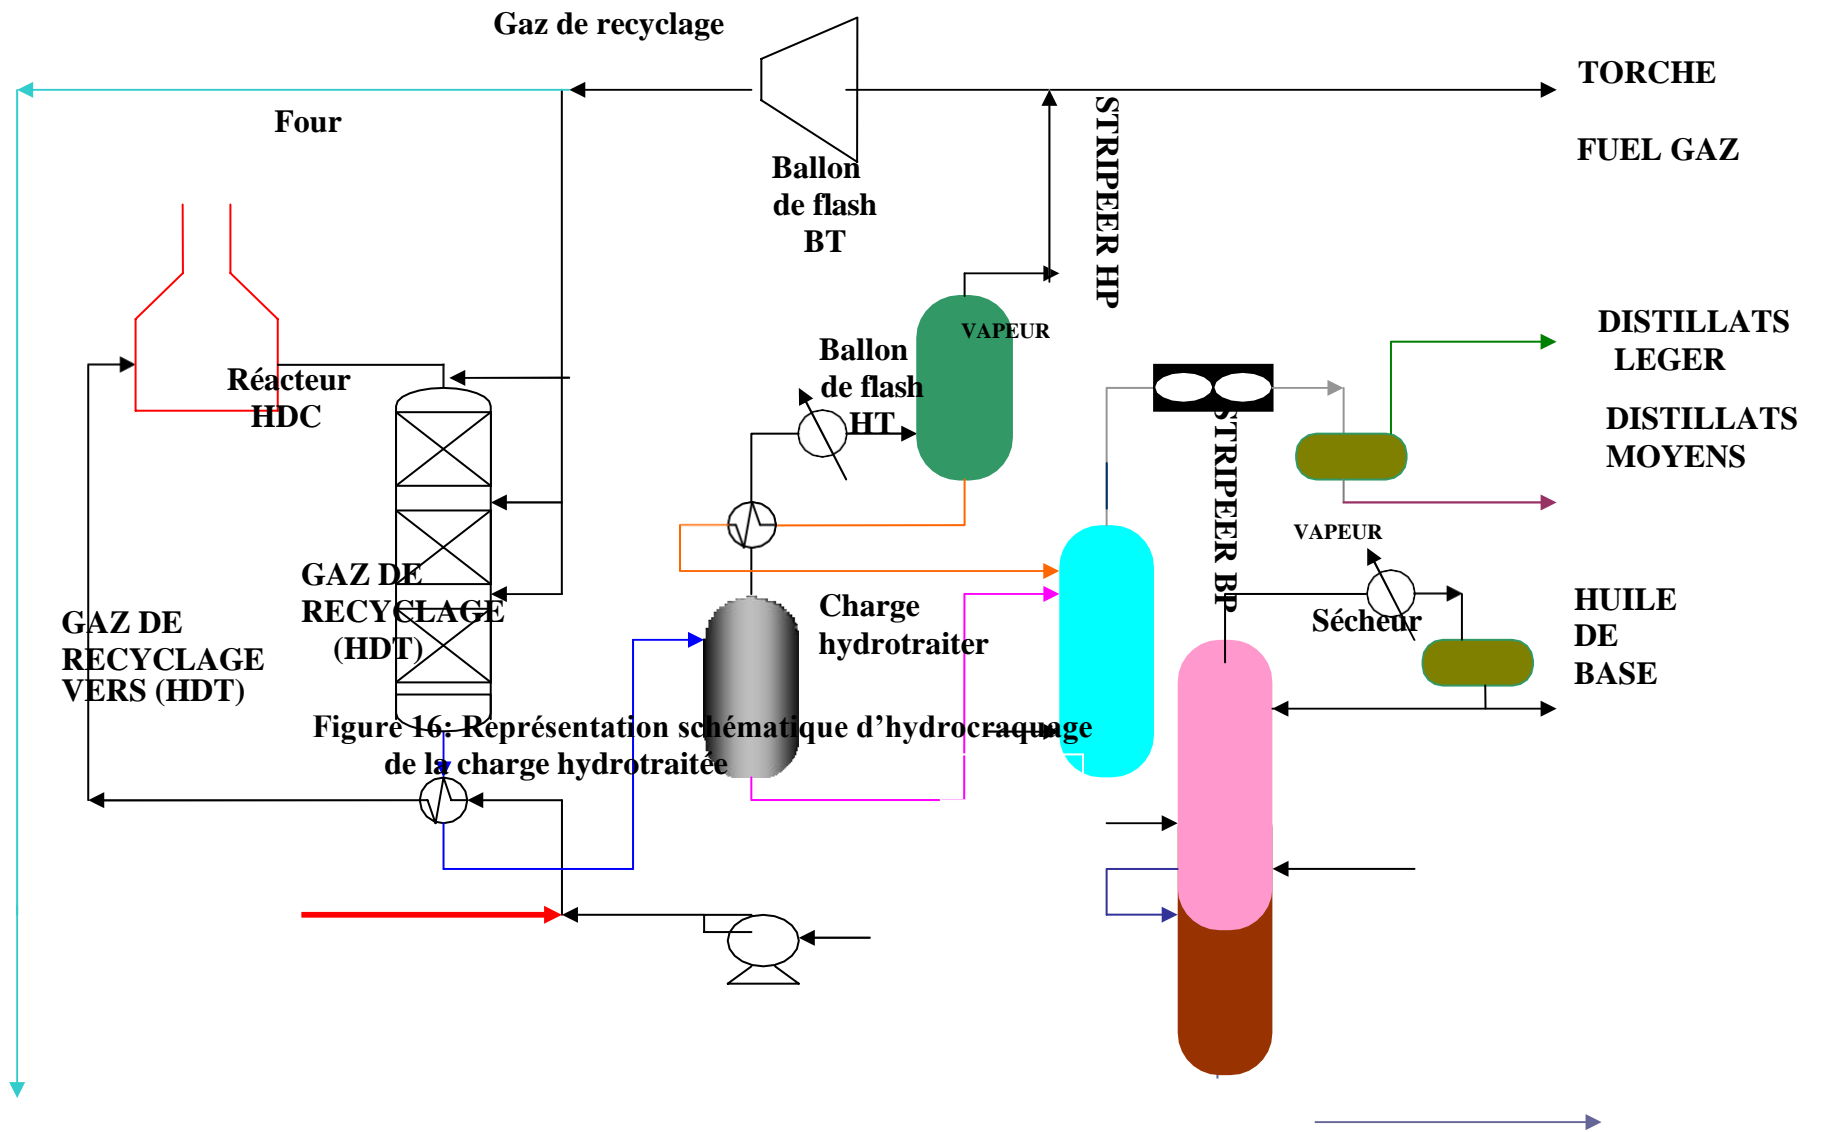 Gaz de recyclage
TORCHE
Four
FUEL GAZ
Ballon
de flash
BT
STRIPEER HP
VAPEUR
DISTILLATS
LEGER
Ballon
de flash
HT
Réacteur
HDC
DISTILLATS
MOYENS
STRIPEER BP
VAPEUR
GAZ DE
RECYCLAGE
(HDT)
Charge
hydrotraiter
Sécheur
HUILE
DE
BASE
GAZ DE
RECYCLAGE
VERS (HDT)
Figure 16: Représentation schématique d’hydrocraquage
de la charge hydrotraitée